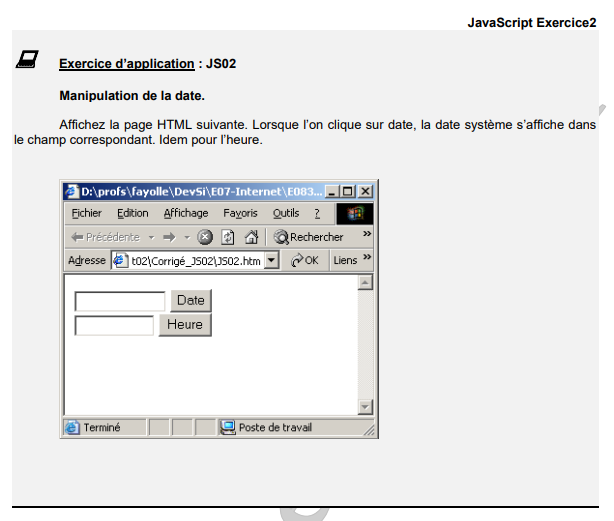 JavaScript Exercice2
Exercice d'application : JS02
Manipulation de la date.
Affichez la page HTML suivante. Lorsque l'on clique sur date, la date système s'affiche dans
le champ correspondant. Idem pour l'heure.
D:\profs\fayolle\DevSi\E07-Internet\E083...
Fichier Edition Affichage Favoris Outils ?
Précédente Rechercher »
Adresse t02\Corrigé_JS02\JS02.htm OK Liens »
Date
Heure
Terminé Poste de travail